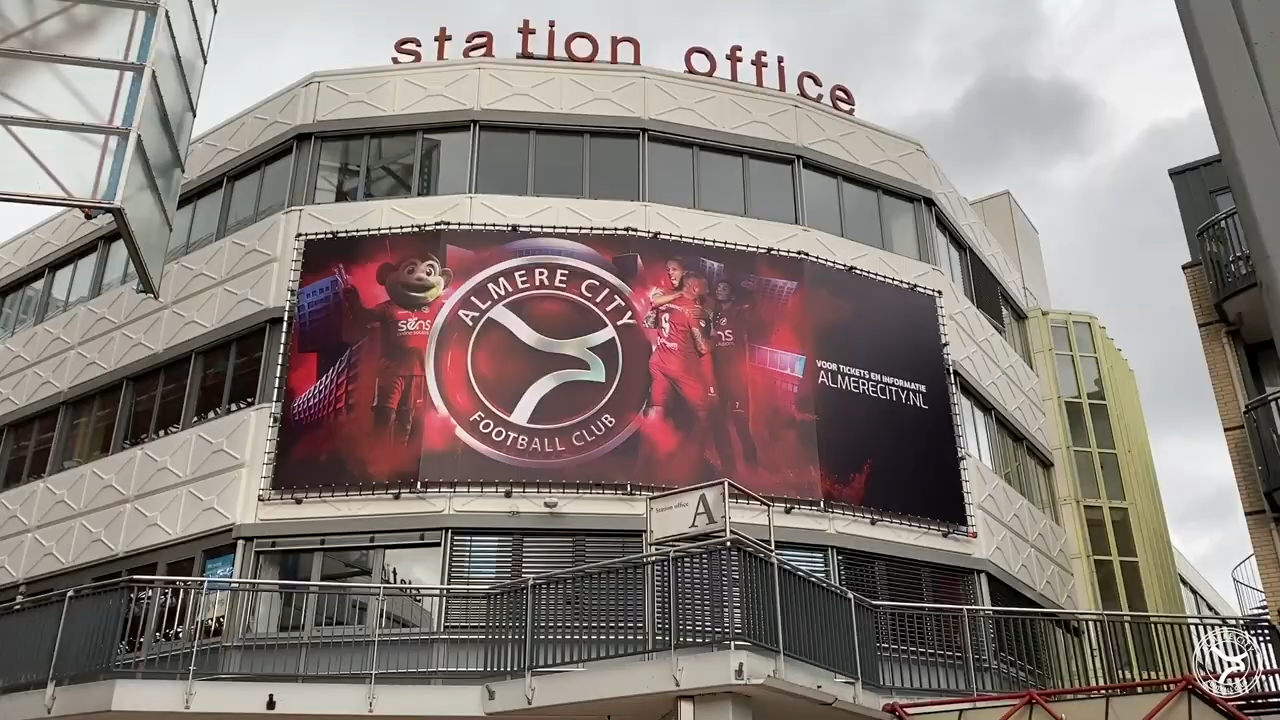 station office
ALMERE CITY
FOOTBALL CLUB
sens
VOOR TICKETS EN INFORMATIE
ALMERECITY.NL
Station office
A